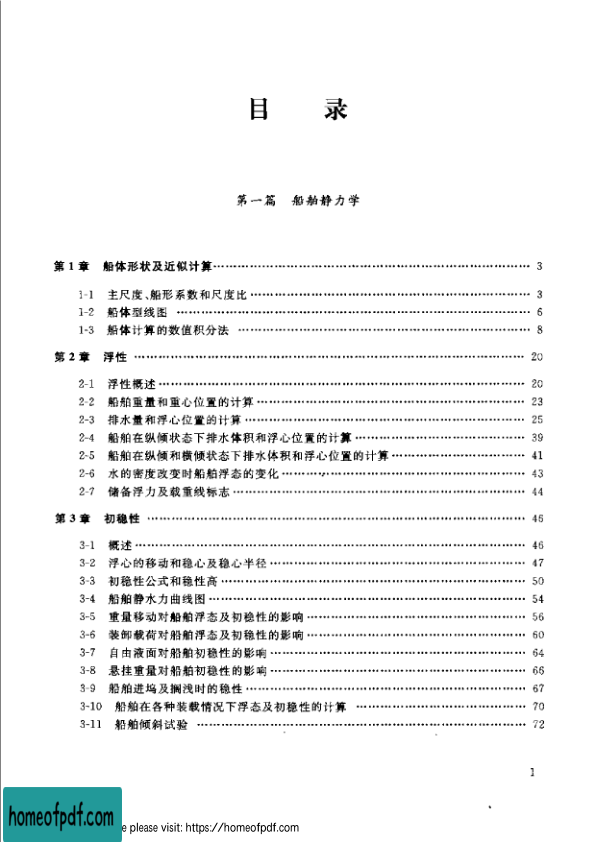 目 录
第一篇 船舶静力学
第1章 船体形状及近似计算 3
1-1 主尺度、船形系数和尺度比 3
1-2 船体型线图 6
1-3 船体计算的数值积分法 8
第2章 浮性 20
2-1 浮性概述 20
2-2 船舶重量和重心位置的计算 23
2-3 排水量和浮心位置的计算 25
2-4 船舶在纵倾状态下排水体积和浮心位置的计算 39
2-5 船舶在纵倾和横倾状态下排水体积和浮心位置的计算 41
2-6 水的密度改变时船舶浮态的变化 43
2-7 储备浮力及载重线标志 44
第3章 初稳性 46
3-1 概述 46
3-2 浮心的移动和稳心及稳心半径 47
3-3 初稳性公式和稳性高 50
3-4 船舶静水力曲线图 54
3-5 重量移动对船舶浮态及初稳性的影响 56
3-6 装卸载荷对船舶浮态及初稳性的影响 60
3-7 自由液面对船舶初稳性的影响 64
3-8 悬挂重量对船舶初稳性的影响 66
3-9 船舶进坞及搁浅时的稳性 67
3-10 船舶在各种装载情况下浮态及初稳性的计算 70
3-11 船舶倾斜试验 72
1
homeofpdf.com
e please visit: https://homeofpdf.com